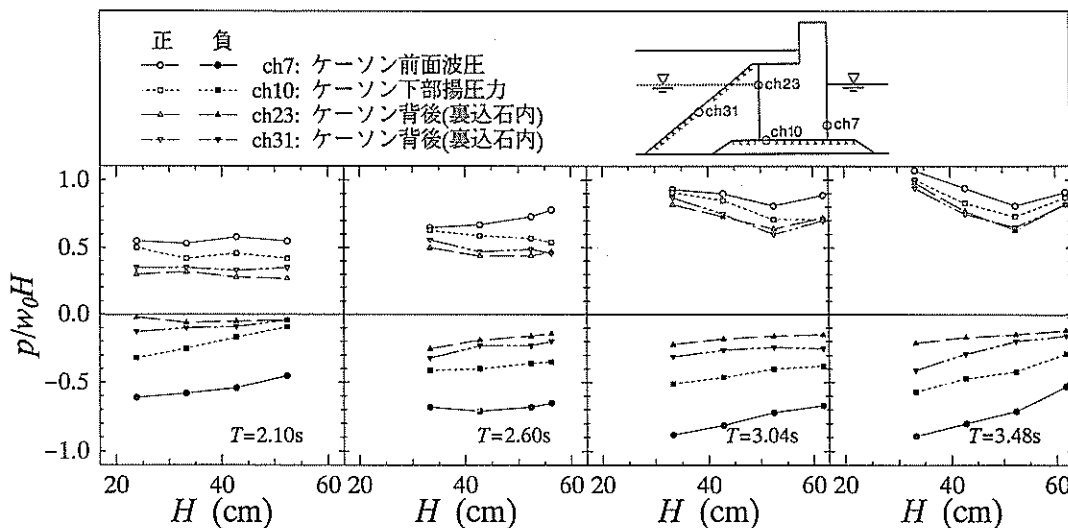 正 負
ch7: ケーソン前面波圧
ch10: ケーソン下部揚圧力
ch23: ケーソン背後(裏込石内)
ch31: ケーソン背後(裏込石内)
ch23
ch31
ch7
ch10
1.0
0.5
0.0
-0.5
-1.0
p/w₀H
T=2.10s
T=2.60s
T=3.04s
T=3.48s
20 40 60 20 40 60 20 40 60 20 40 60
H (cm) H (cm) H (cm) H (cm)